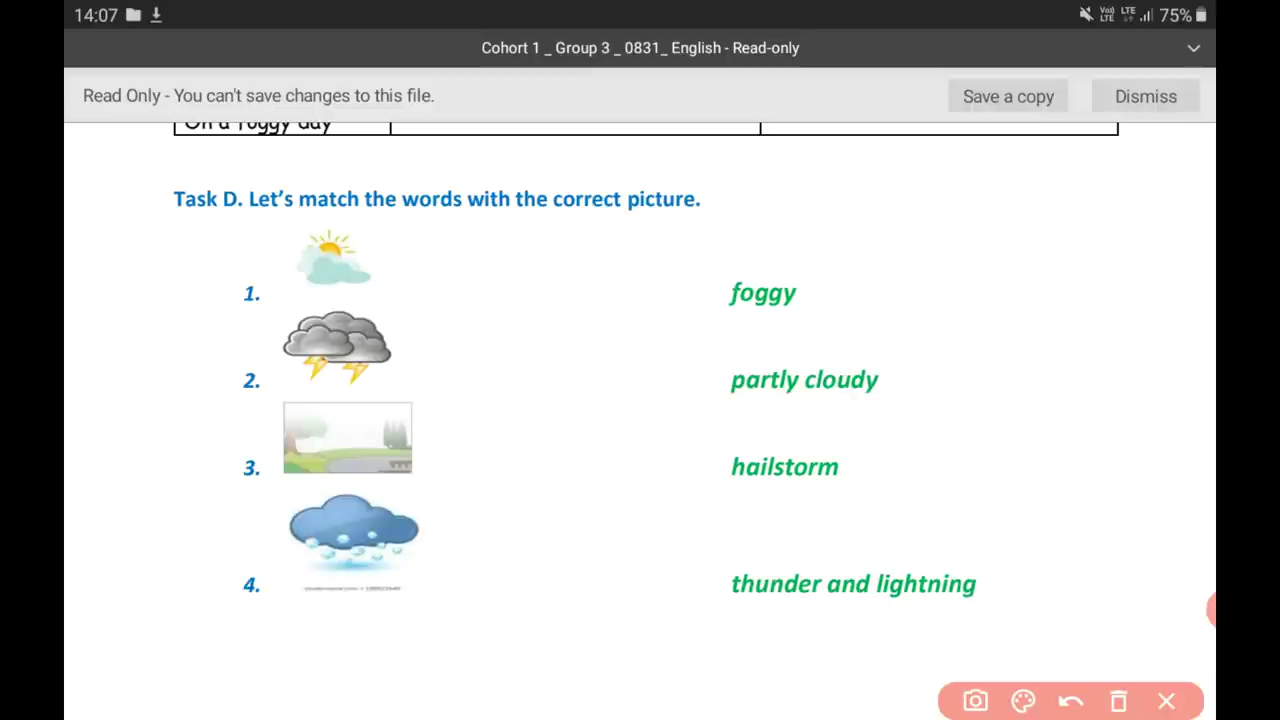 14:07 75%
Cohort 1 _ Group 3 _ 0831_ English - Read-only
Read Only - You can't save changes to this file.
Save a copy
Dismiss
On a foggy day
Task D. Let's match the words with the correct picture.
1. foggy
2. partly cloudy
3. hailstorm
4. thunder and lightning